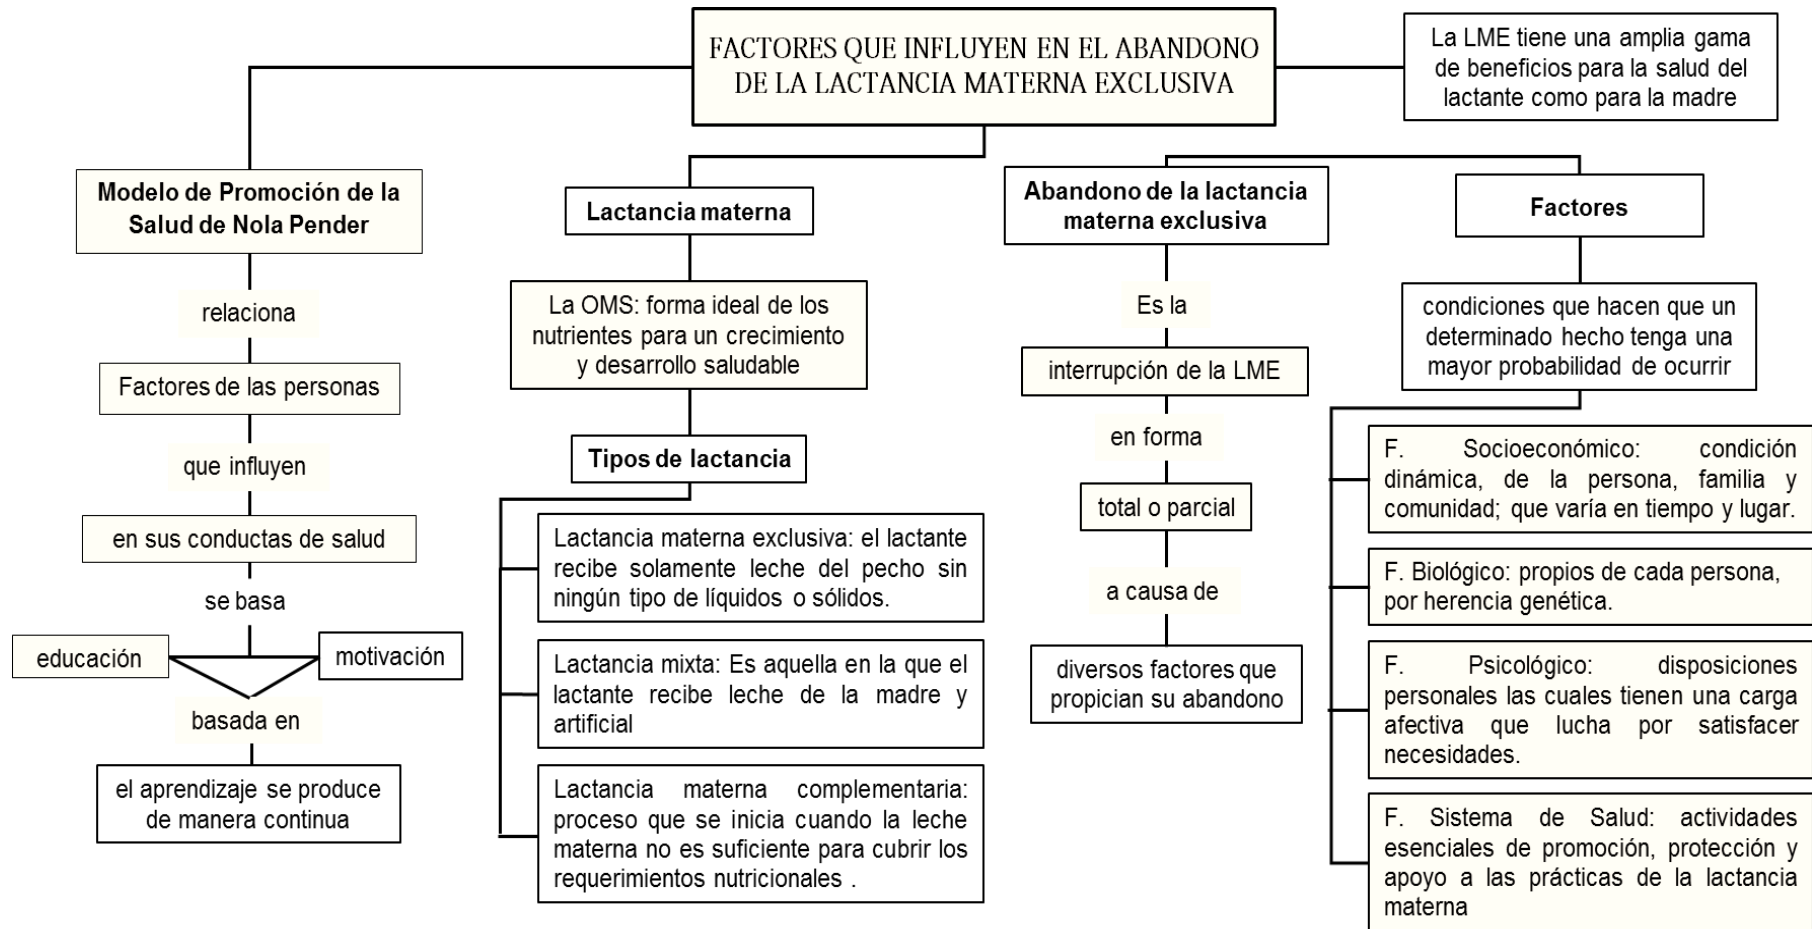 FACTORES QUE INFLUYEN EN EL ABANDONO
DE LA LACTANCIA MATERNA EXCLUSIVA
La LME tiene una amplia gama
de beneficios para la salud del
lactante como para la madre
Modelo de Promoción de la
Salud de Nola Pender
relaciona
Factores de las personas
que influyen
en sus conductas de salud
se basa
educación
motivación
basada en
el aprendizaje se produce
de manera continua
Lactancia materna
La OMS: forma ideal de los
nutrientes para un crecimiento
y desarrollo saludable
Tipos de lactancia
Lactancia materna exclusiva: el lactante
recibe solamente leche del pecho sin
ningún tipo de líquidos o sólidos.
Lactancia mixta: Es aquella en la que el
lactante recibe leche de la madre y
artificial
Lactancia materna complementaria:
proceso que se inicia cuando la leche
materna no es suficiente para cubrir los
requerimientos nutricionales .
Abandono de la lactancia
materna exclusiva
Es la
interrupción de la LME
en forma
total o parcial
a causa de
diversos factores que
propician su abandono
Factores
condiciones que hacen que un
determinado hecho tenga una
mayor probabilidad de ocurrir
F. Socioeconómico: condición
dinámica, de la persona, familia y
comunidad; que varía en tiempo y lugar.
F. Biológico: propios de cada persona,
por herencia genética.
F. Psicológico: disposiciones
personales las cuales tienen una carga
afectiva que lucha por satisfacer
necesidades.
F. Sistema de Salud: actividades
esenciales de promoción, protección y
apoyo a las prácticas de la lactancia
materna